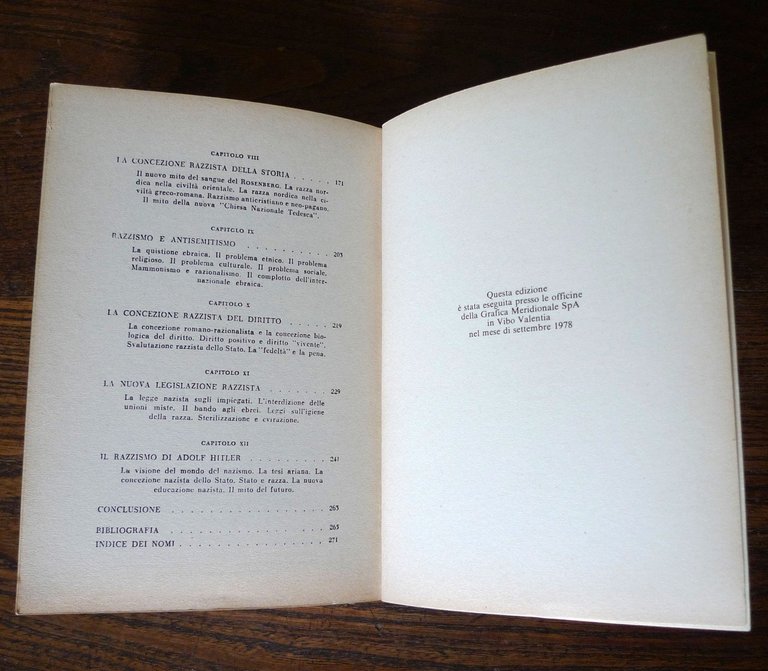 CAPITOLO VIII
LA CONCEZIONE RAZZISTA DELLA STORIA . . . . . 171
Il nuovo mito del sangue del ROSENBERG. La razza nor-
dica nella civiltà orientale. La razza nordica nella ci-
viltà greco-romana. Razzismo anticristiano e neo-pagano.
Il mito della nuova "Chiesa Nazionale Tedesca".
CAPITOLO IX
RAZZISMO E ANTISEMITISMO . . . . . . . . 203
La quistione ebraica. Il problema etnico. Il problema
religioso. Il problema culturale. Il problema sociale.
Mammonismo e razionalismo. Il complotto dell'inter-
nazionale ebraica.
CAPITOLO X
LA CONCEZIONE RAZZISTA DEL DIRITTO . . . . . 219
La concezione romano-razionalista e la concezione bio-
logica del diritto. Diritto positivo e diritto "vivente".
Svalutazione razzista dello Stato. La "fedeltà" e la pena.
CAPITOLO XI
LA NUOVA LEGISLAZIONE RAZZISTA . . . . . . . 229
La legge nazista sugli impiegati. L'interdizione delle
unioni miste. Il bando agli ebrei. Leggi sull'igiene
della razza. Sterilizzazione e evirazione.
CAPITOLO XII
IL RAZZISMO DI ADOLF HITLER . . . . . . . 241
La visione del mondo del nazismo. La tesi ariana. La
concezione nazista dello Stato. Stato e razza. La nuova
educazione nazista. Il mito del futuro.
CONCLUSIONE . . . . . . . . . . . . . 263
BIBLIOGRAFIA . . . . . . . . . . . . . 265
INDICE DEI NOMI . . . . . . . . . . . . 271
Questa edizione
è stata eseguita presso le officine
della Grafica Meridionale SpA
in Vibo Valentia
nel mese di settembre 1978